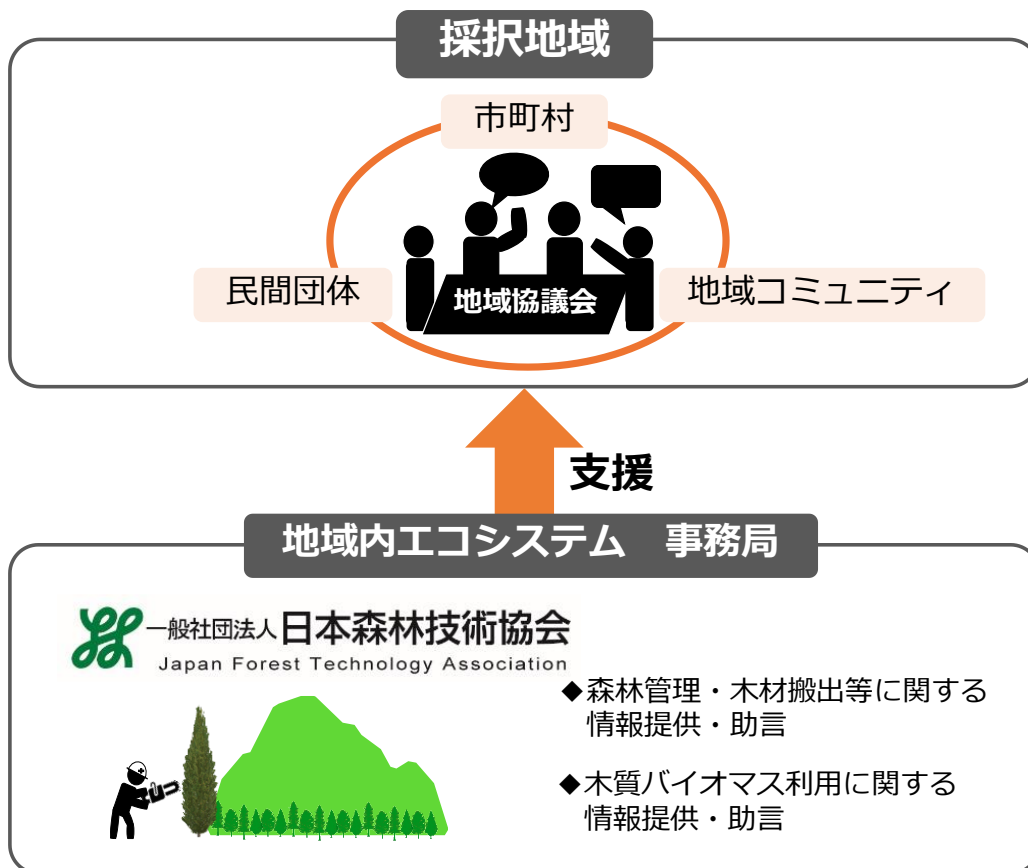 採択地域
市町村
民間団体
地域協議会
地域コミュニティ
支援
地域内エコシステム　事務局
一般社団法人日本森林技術協会
Japan Forest Technology Association
◆森林管理・木材搬出等に関する
情報提供・助言
◆木質バイオマス利用に関する
情報提供・助言